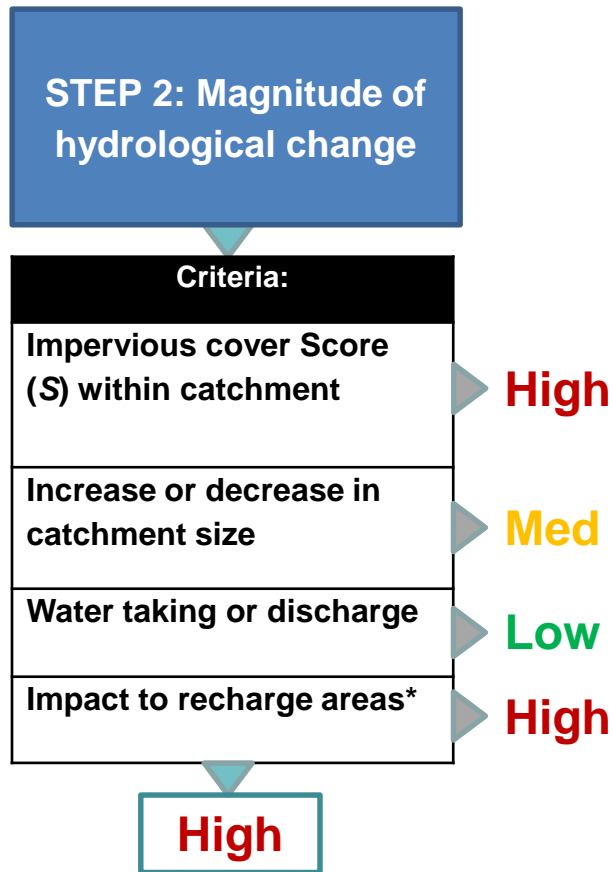 STEP 2: Magnitude of
hydrological change
Criteria:
Impervious cover Score
(S) within catchment
High
Increase or decrease in
catchment size
Med
Water taking or discharge
Low
Impact to recharge areas*
High
High